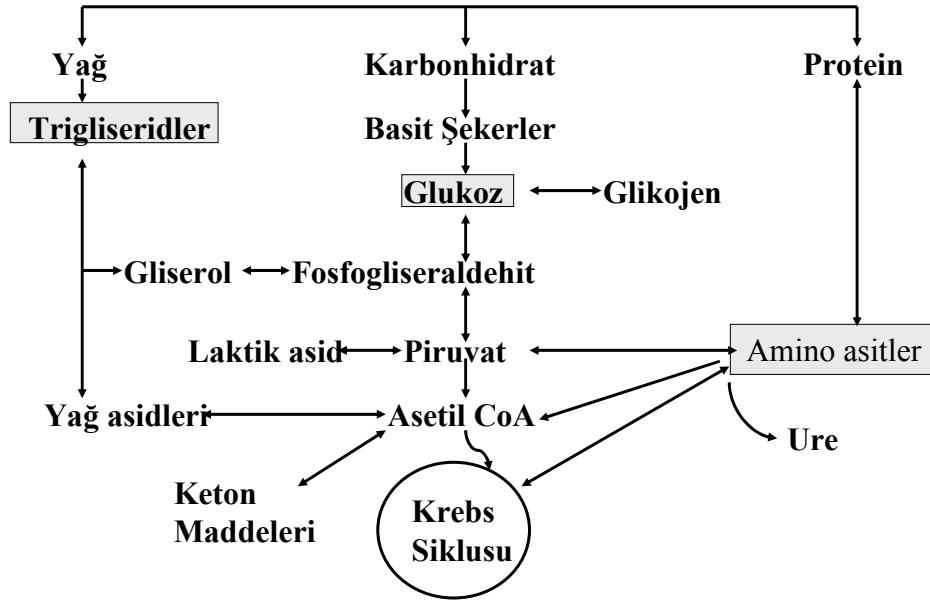 Yağ
Karbonhidrat
Protein
Trigliseridler
Basit Şekerler
Glukoz
Glikojen
Gliserol
Fosfogliseraldehit
Laktik asid
Piruvat
Amino asitler
Yağ asidleri
Asetil CoA
Ure
Keton
Maddeleri
Krebs
Siklusu